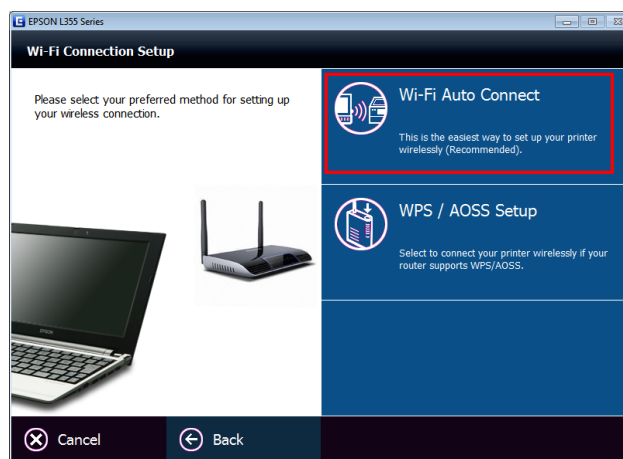 EPSON L355 Series
Wi-Fi Connection Setup
Please select your preferred method for setting up
your wireless connection.
Wi-Fi Auto Connect
This is the easiest way to set up your printer
wirelessly (Recommended).
WPS / AOSS Setup
Select to connect your printer wirelessly if your
router supports WPS/AOSS.
EPSON
Cancel
Back